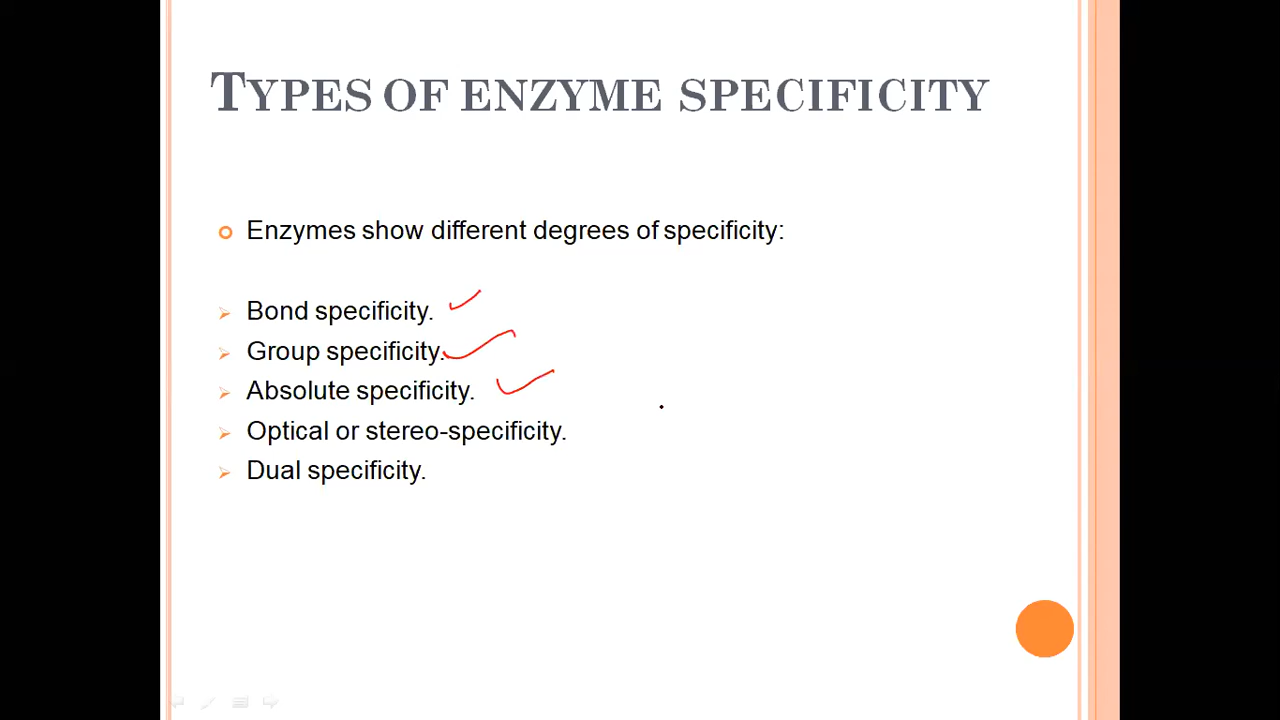 TYPES OF ENZYME SPECIFICITY
Enzymes show different degrees of specificity:
Bond specificity.
Group specificity.
Absolute specificity.
Optical or stereo-specificity.
Dual specificity.